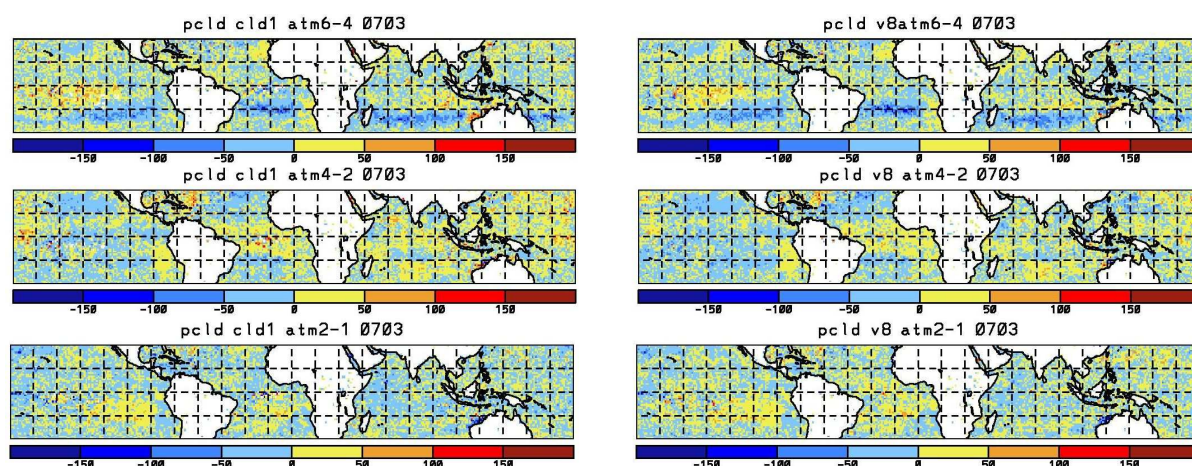 pcld cld1 atm6-4 0703
-150 -100 -50 0 50 100 150
pcld v8atm6-4 0703
-150 -100 -50 0 50 100 150
pcld cld1 atm4-2 0703
-150 -100 -50 0 50 100 150
pcld v8 atm4-2 0703
-150 -100 -50 0 50 100 150
pcld cld1 atm2-1 0703
-150 -100 -50 0 50 100 150
pcld v8 atm2-1 0703
-150 -100 -50 0 50 100 150